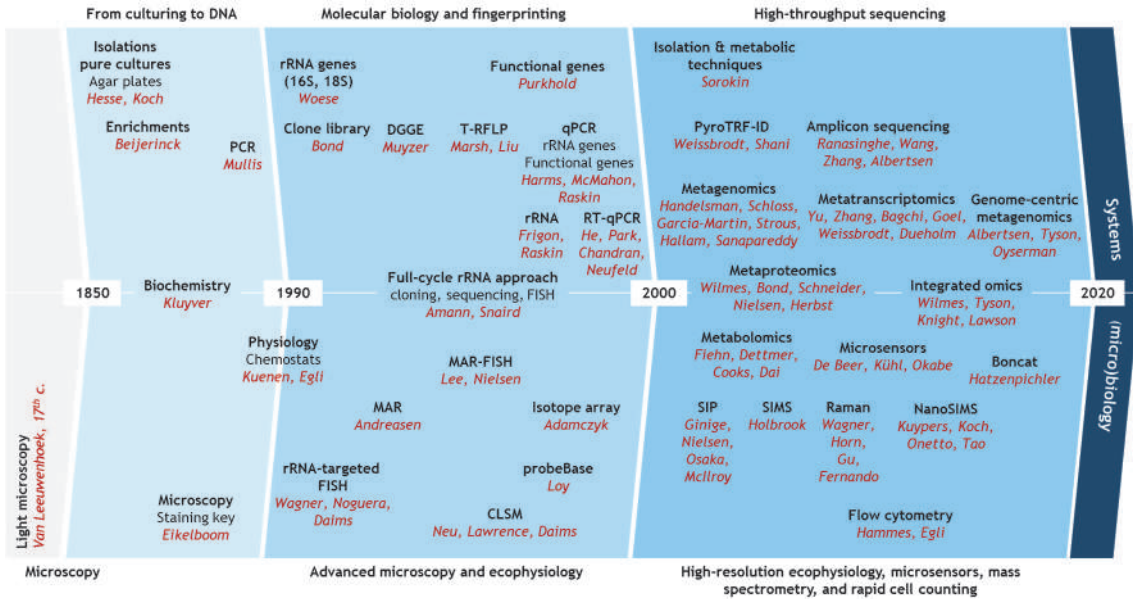 From culturing to DNA
Molecular biology and fingerprinting
High-throughput sequencing
Isolations
pure cultures
Agar plates
Hesse, Koch
Enrichments
Beijerinck
PCR
Mullis
rRNA genes
(16S, 18S)
Woese
Functional genes
Purkhold
Clone library
Bond
DGGE
Muyzer
T-RFLP
Marsh, Liu
qPCR
rRNA genes
Functional genes
Harms, McMahon,
Raskin
rRNA
Frigon,
Raskin
RT-qPCR
He, Park,
Chandran,
Neufeld
Isolation & metabolic
techniques
Sorokin
PyroTRF-ID
Weissbrodt, Shani
Amplicon sequencing
Ranasinghe, Wang,
Zhang, Albertsen
Metagenomics
Handelsman, Schloss,
Garcia-Martin, Strous,
Hallam, Sanapareddy
Metatranscriptomics
Yu, Zhang, Bagchi, Goel,
Weissbrodt, Dueholm
Genome-centric
metagenomics
Albertsen, Tyson,
Oyserman
1850
Biochemistry
Kluyver
1990
Full-cycle rRNA approach
cloning, sequencing, FISH
Amann, Snaird
2000
Metaproteomics
Wilmes, Bond, Schneider,
Nielsen, Herbst
Integrated omics
Wilmes, Tyson,
Knight, Lawson
2020
Systems
(micro)biology
Physiology
Chemostats
Kuenen, Egli
MAR-FISH
Lee, Nielsen
MAR
Andreasen
Isotope array
Adamczyk
rRNA-targeted
FISH
Wagner, Noguera,
Daims
probeBase
Loy
CLSM
Neu, Lawrence, Daims
Metabolomics
Fiehn, Dettmer,
Cooks, Dai
Microsensors
De Beer, Kühl, Okabe
Boncat
Hatzenpichler
SIP
Ginige,
Nielsen,
Osaka,
McIlroy
SIMS
Holbrook
Raman
Wagner,
Horn,
Gu,
Fernando
NanoSIMS
Kuypers, Koch,
Onetto, Tao
Flow cytometry
Hammes, Egli
Light microscopy
Van Leeuwenhoek, 17th c.
Microscopy
Staining key
Eikelboom
Microscopy
Advanced microscopy and ecophysiology
High-resolution ecophysiology, microsensors, mass
spectrometry, and rapid cell counting